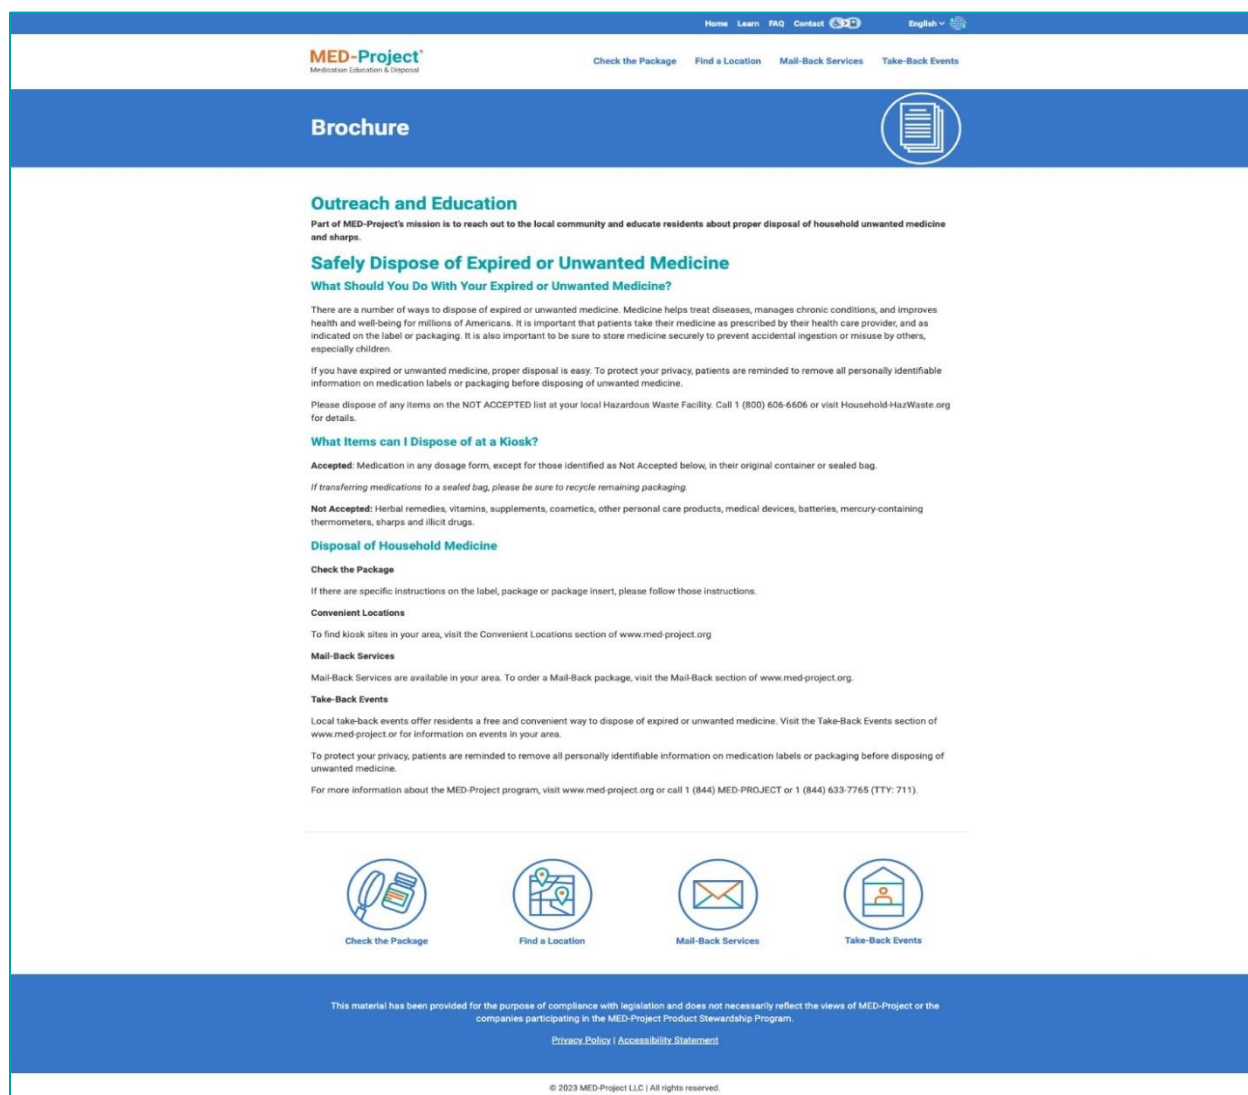 Home Learn FAQ Contact English
MED-Project®
Medication Education & Disposal
Check the Package Find a Location Mail-Back Services Take-Back Events
Brochure
Outreach and Education
Part of MED-Project's mission is to reach out to the local community and educate residents about proper disposal of household unwanted medicine
and sharps.
Safely Dispose of Expired or Unwanted Medicine
What Should You Do With Your Expired or Unwanted Medicine?
There are a number of ways to dispose of expired or unwanted medicine. Medicine helps treat diseases, manages chronic conditions, and improves
health and well-being for millions of Americans. It is important that patients take their medicine as prescribed by their health care provider, and as
indicated on the label or packaging. It is also important to be sure to store medicine securely to prevent accidental ingestion or misuse by others,
especially children.
If you have expired or unwanted medicine, proper disposal is easy. To protect your privacy, patients are reminded to remove all personally identifiable
information on medication labels or packaging before disposing of unwanted medicine.
Please dispose of any items on the NOT ACCEPTED list at your local Hazardous Waste Facility. Call 1 (800) 606-6606 or visit Household-HazWaste.org
for details.
What Items can I Dispose of at a Kiosk?
Accepted: Medication in any dosage form, except for those identified as Not Accepted below, in their original container or sealed bag.
If transferring medications to a sealed bag, please be sure to recycle remaining packaging.
Not Accepted: Herbal remedies, vitamins, supplements, cosmetics, other personal care products, medical devices, batteries, mercury-containing
thermometers, sharps and illicit drugs.
Disposal of Household Medicine
Check the Package
If there are specific instructions on the label, package or package insert, please follow those instructions.
Convenient Locations
To find kiosk sites in your area, visit the Convenient Locations section of www.med-project.org
Mail-Back Services
Mail-Back Services are available in your area. To order a Mail-Back package, visit the Mail-Back section of www.med-project.org.
Take-Back Events
Local take-back events offer residents a free and convenient way to dispose of expired or unwanted medicine. Visit the Take-Back Events section of
www.med-project.or for information on events in your area.
To protect your privacy, patients are reminded to remove all personally identifiable information on medication labels or packaging before disposing of
unwanted medicine.
For more information about the MED-Project program, visit www.med-project.org or call 1 (844) MED-PROJECT or 1 (844) 633-7765 (TTY: 711).
Check the Package Find a Location Mail-Back Services Take-Back Events
This material has been provided for the purpose of compliance with legislation and does not necessarily reflect the views of MED-Project or the
companies participating in the MED-Project Product Stewardship Program.
Privacy Policy | Accessibility Statement
© 2023 MED-Project LLC | All rights reserved.